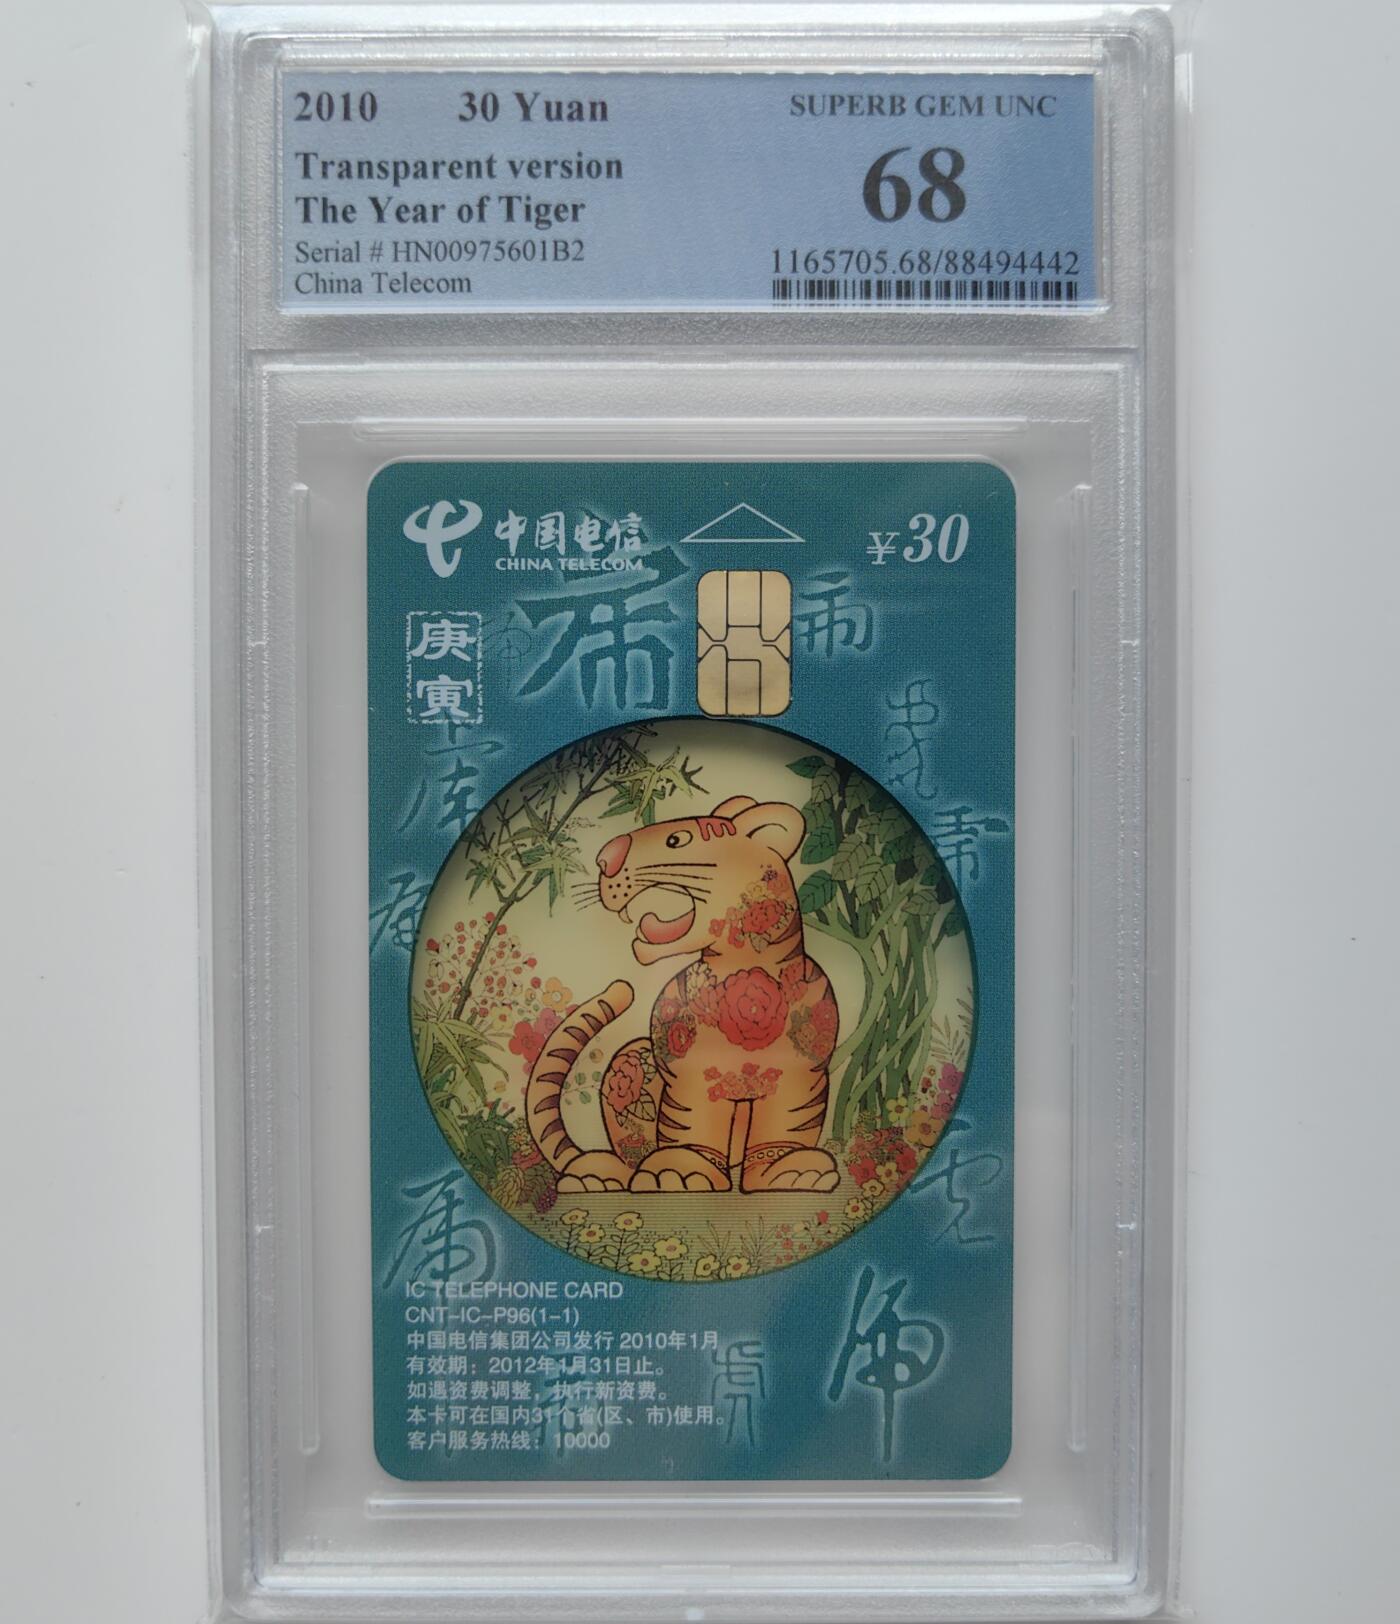 2010 30 Yuan
SUPERB GEM UNC
Transparent version
68
The Year of Tiger
Serial # HN00975601B2
China Telecom
1165705.68/88494442
中国电信
CHINA TELECOM
¥30
庚
寅
IC TELEPHONE CARD
CNT-IC-P96(1-1)
中国电信集团公司发行 2010年1月
有效期：2012年1月31日止。
如遇资费调整，执行新资费。
本卡可在国内31个省(区、市)使用。
客户服务热线：10000